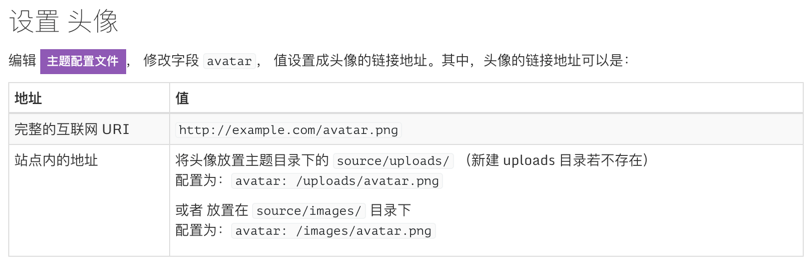 设置 头像
编辑 主题配置文件， 修改字段 avatar， 值设置成头像的链接地址。其中，头像的链接地址可以是：
地址 值
完整的互联网 URI http://example.com/avatar.png
站点内的地址 将头像放置主题目录下的 source/uploads/ （新建 uploads 目录若不存在）
配置为：avatar: /uploads/avatar.png
或者 放置在 source/images/ 目录下
配置为：avatar: /images/avatar.png